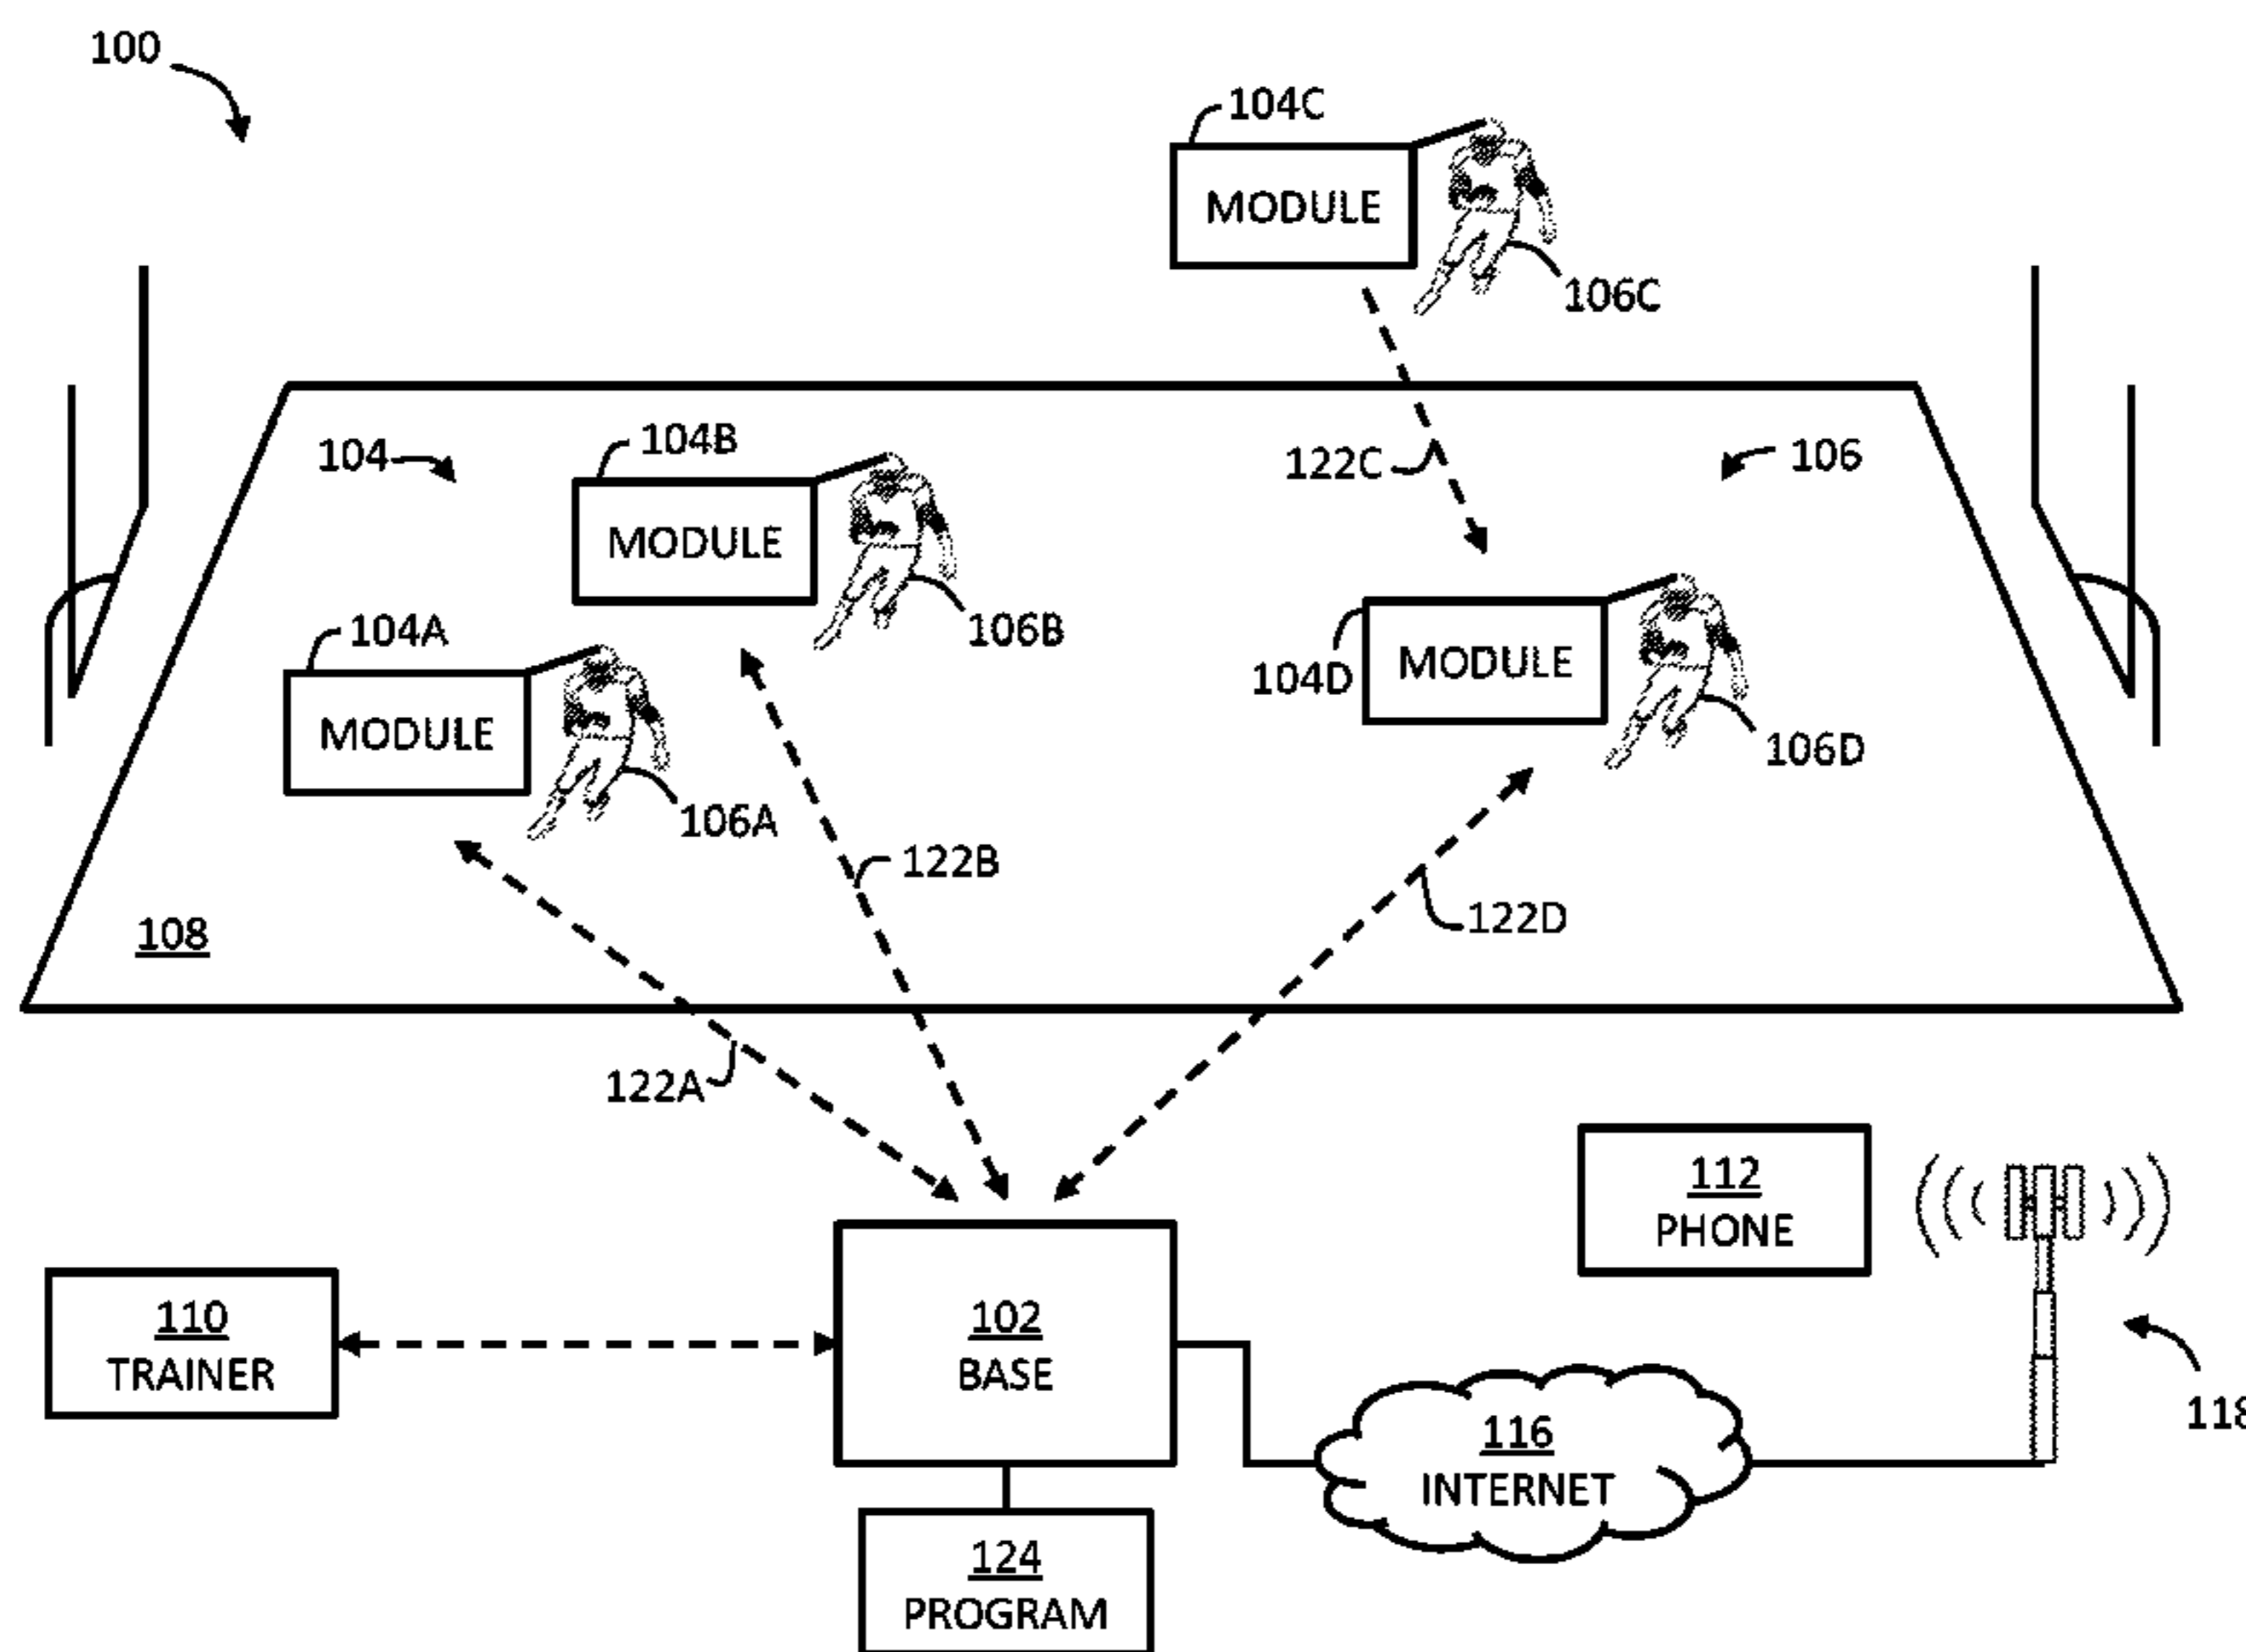 100
104C
MODULE
106C
104
104B
MODULE
106B
122C
106
104A
MODULE
106A
104D
MODULE
106D
122B
122D
108
122A
112
PHONE
110
TRAINER
102
BASE
118
116
INTERNET
124
PROGRAM